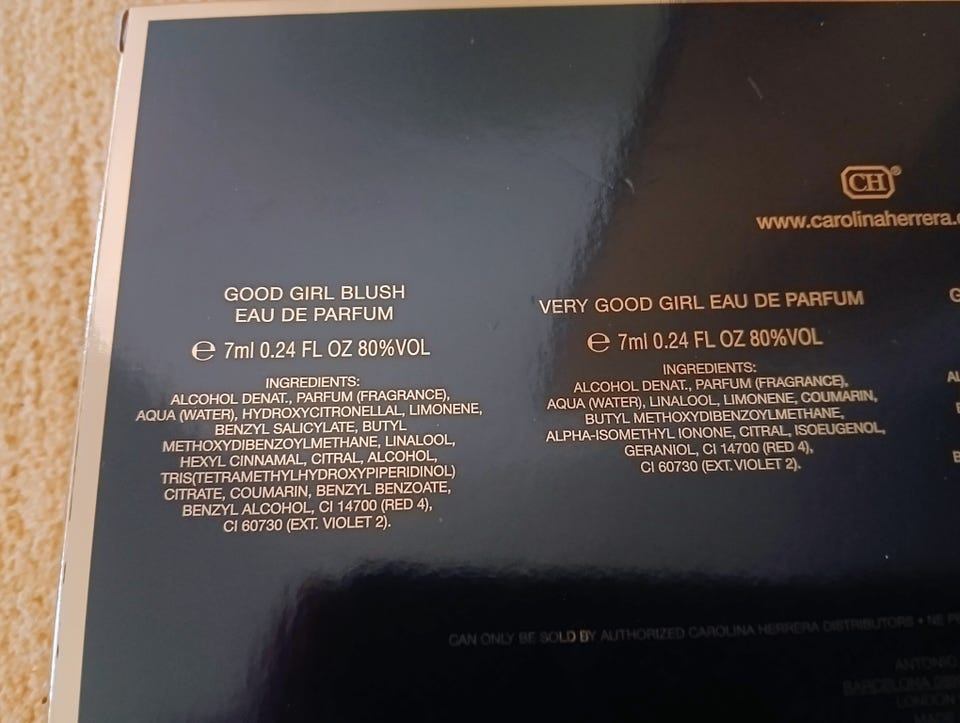 CH®
www.carolinaherrera.
GOOD GIRL BLUSH
EAU DE PARFUM
℮ 7ml 0.24 FL OZ 80%VOL
INGREDIENTS:
ALCOHOL DENAT., PARFUM (FRAGRANCE),
AQUA (WATER), HYDROXYCITRONELLAL, LIMONENE,
BENZYL SALICYLATE, BUTYL
METHOXYDIBENZOYLMETHANE, LINALOOL,
HEXYL CINNAMAL, CITRAL, ALCOHOL,
TRIS(TETRAMETHYLHYDROXYPIPERIDINOL)
CITRATE, COUMARIN, BENZYL BENZOATE,
BENZYL ALCOHOL, CI 14700 (RED 4),
CI 60730 (EXT. VIOLET 2).
VERY GOOD GIRL EAU DE PARFUM
℮ 7ml 0.24 FL OZ 80%VOL
INGREDIENTS:
ALCOHOL DENAT., PARFUM (FRAGRANCE),
AQUA (WATER), LINALOOL, LIMONENE, COUMARIN,
BUTYL METHOXYDIBENZOYLMETHANE,
ALPHA-ISOMETHYL IONONE, CITRAL, ISOEUGENOL,
GERANIOL, CI 14700 (RED 4),
CI 60730 (EXT. VIOLET 2).
CAN ONLY BE SOLD BY AUTHORIZED CAROLINA HERRERA DISTRIBUTORS • NE
ANTONIO
BARCELONA
LONDON